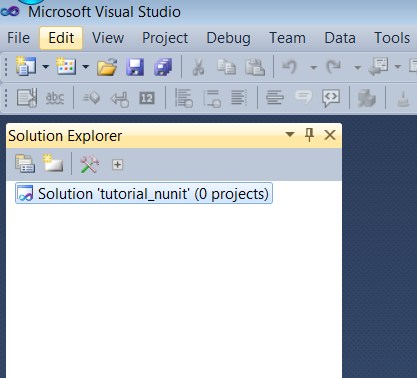 Microsoft Visual Studio
File Edit View Project Debug Team Data Tools
abc 12
Solution Explorer
Solution 'tutorial_nunit' (0 projects)